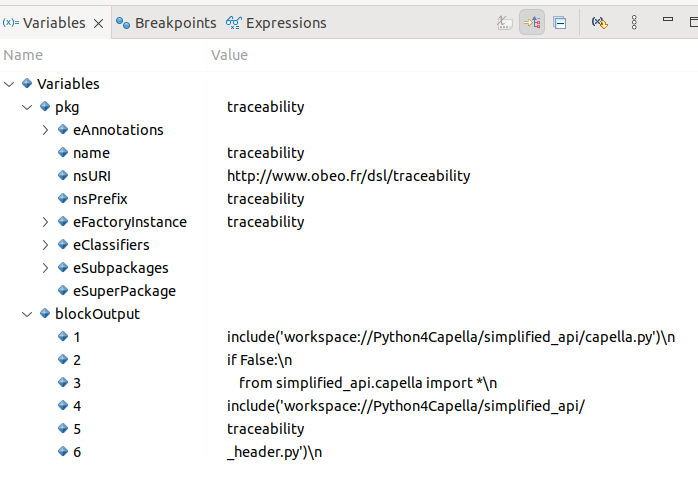 (x)= Variables Breakpoints Expressions
Name Value
Variables
pkg traceability
eAnnotations
name traceability
nsURI http://www.obeo.fr/dsl/traceability
nsPrefix traceability
eFactoryInstance traceability
eClassifiers
eSubpackages
eSuperPackage
blockOutput
1 include('workspace://Python4Capella/simplified_api/capella.py')\n
2 if False:\n
3 from simplified_api.capella import *\n
4 include('workspace://Python4Capella/simplified_api/
5 traceability
6 _header.py')\n